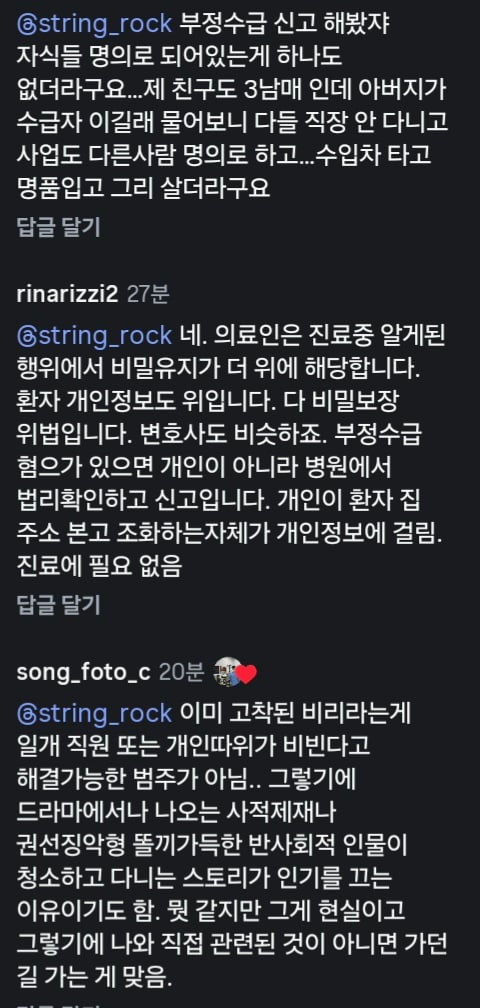 @string_rock 부정수급 신고 해봤쟈
자식들 명의로 되어있는게 하나도
없더라구요...제 친구도 3남매 인데 아버지가
수급자 이길래 물어보니 다들 직장 안 다니고
사업도 다른사람 명의로 하고...수입차 타고
명품입고 그리 살더라구요
답글 달기
rinarizzi2 27분
@string_rock 네. 의료인은 진료중 알게된
행위에서 비밀유지가 더 위에 해당합니다.
환자 개인정보도 위입니다. 다 비밀보장
위법입니다. 변호사도 비슷하죠. 부정수급
혐으가 있으면 개인이 아니라 병원에서
법리확인하고 신고입니다. 개인이 환자 집
주소 본고 조화하는자체가 개인정보에 걸림.
진료에 필요 없음
답글 달기
song_foto_c 20분
@string_rock 이미 고착된 비리라는게
일개 직원 또는 개인따위가 비빈다고
해결가능한 범주가 아님.. 그렇기에
드라마에서나 나오는 사적제재나
권선징악형 똘끼가득한 반사회적 인물이
청소하고 다니는 스토리가 인기를 끄는
이유이기도 함. 뭣 같지만 그게 현실이고
그렇기에 나와 직접 관련된 것이 아니면 가던
길 가는 게 맞음.